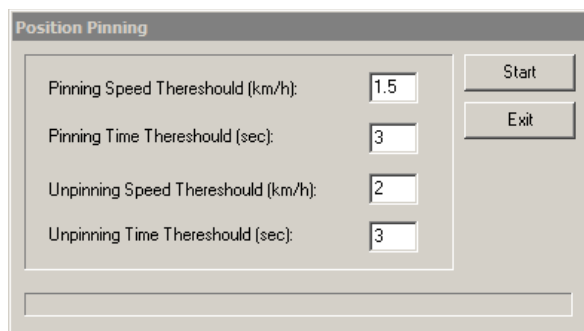 Position Pinning
Pinning Speed Thereshould (km/h): 1.5
Start
Exit
Pinning Time Thereshould (sec): 3
Unpinning Speed Thereshould (km/h): 2
Unpinning Time Thereshould (sec): 3